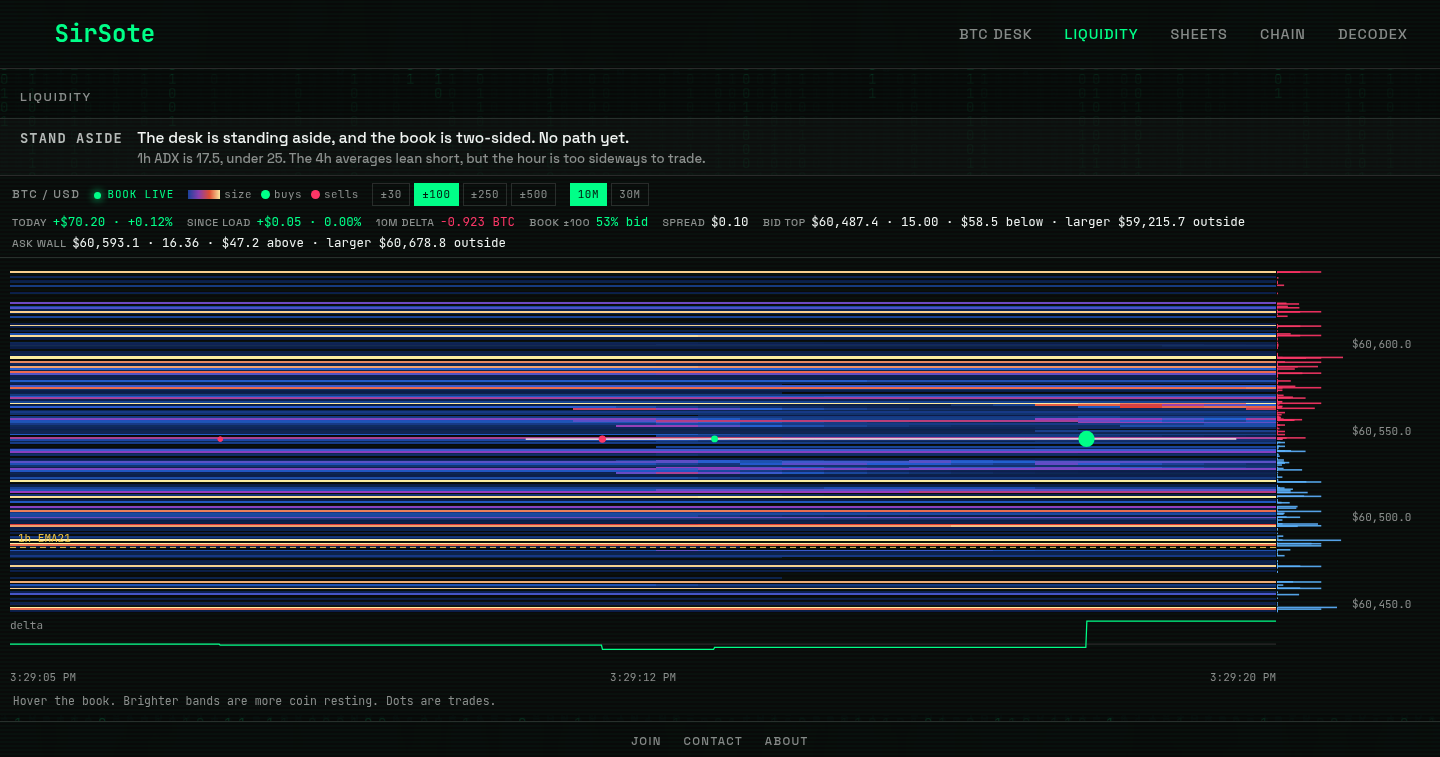 SirSote
BTC DESK LIQUIDITY SHEETS CHAIN DECODEX
LIQUIDITY
STAND ASIDE The desk is standing aside, and the book is two-sided. No path yet.
1h ADX is 17.5, under 25. The 4h averages lean short, but the hour is too sideways to trade.
BTC / USD BOOK LIVE size buys sells ±30 ±100 ±250 ±500 10M 30M
TODAY +$70.20 · +0.12% SINCE LOAD +$0.05 · 0.00% 10M DELTA -0.923 BTC BOOK ±100 53% bid SPREAD $0.10 BID TOP $60,487.4 · 15.00 · $58.5 below · larger $59,215.7 outside
ASK WALL $60,593.1 · 16.36 · $47.2 above · larger $60,678.8 outside
$60,600.0
$60,550.0
$60,500.0
1h EMA21
$60,450.0
delta
3:29:05 PM 3:29:12 PM 3:29:20 PM
Hover the book. Brighter bands are more coin resting. Dots are trades.
JOIN CONTACT ABOUT